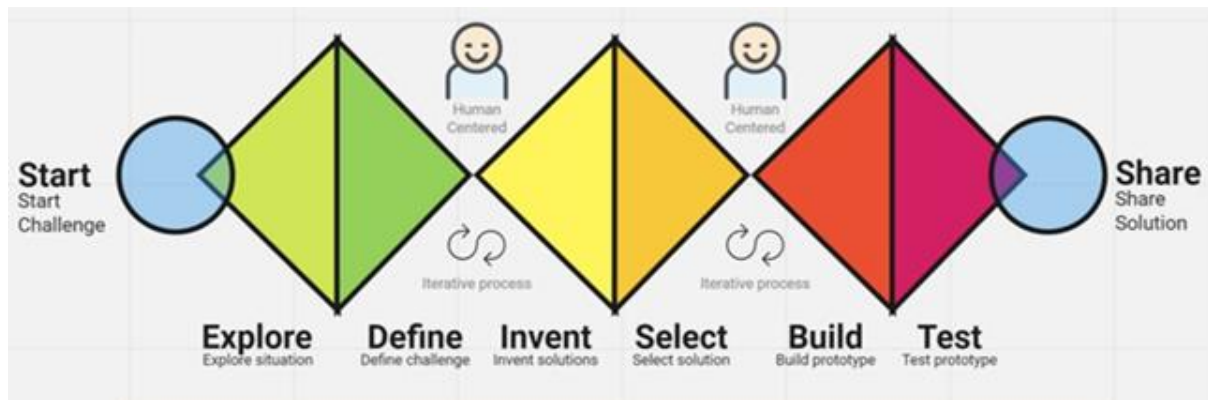 Human
Centered
Human
Centered
Start
Start
Challenge
Share
Share
Solution
Iterative process
Iterative process
Explore
Explore situation
Define
Define challenge
Invent
Invent solutions
Select
Select solution
Build
Build prototype
Test
Test prototype